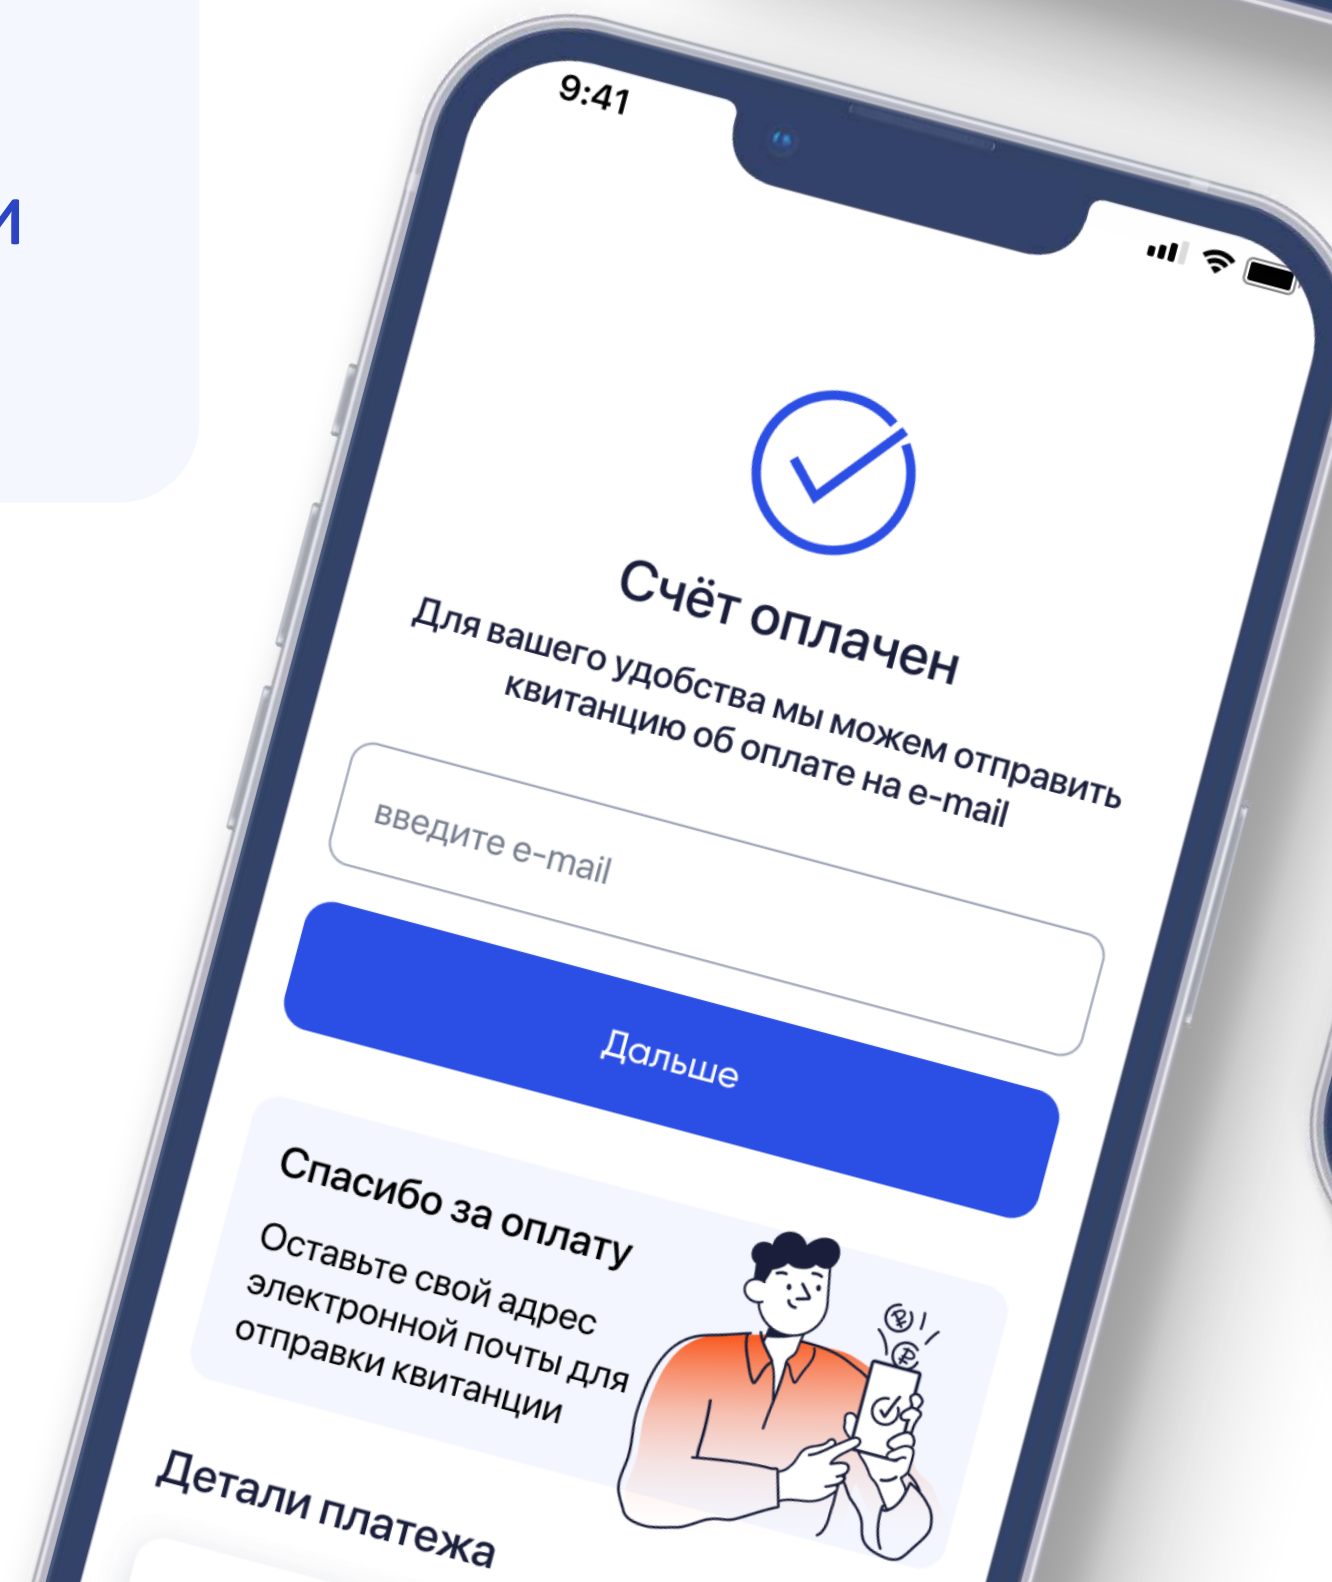 и
9:41
Счёт оплачен
Для вашего удобства мы можем отправить
квитанцию об оплате на e-mail
введите e-mail
Дальше
Спасибо за оплату
Оставьте свой адрес
электронной почты для
отправки квитанции
Детали платежа